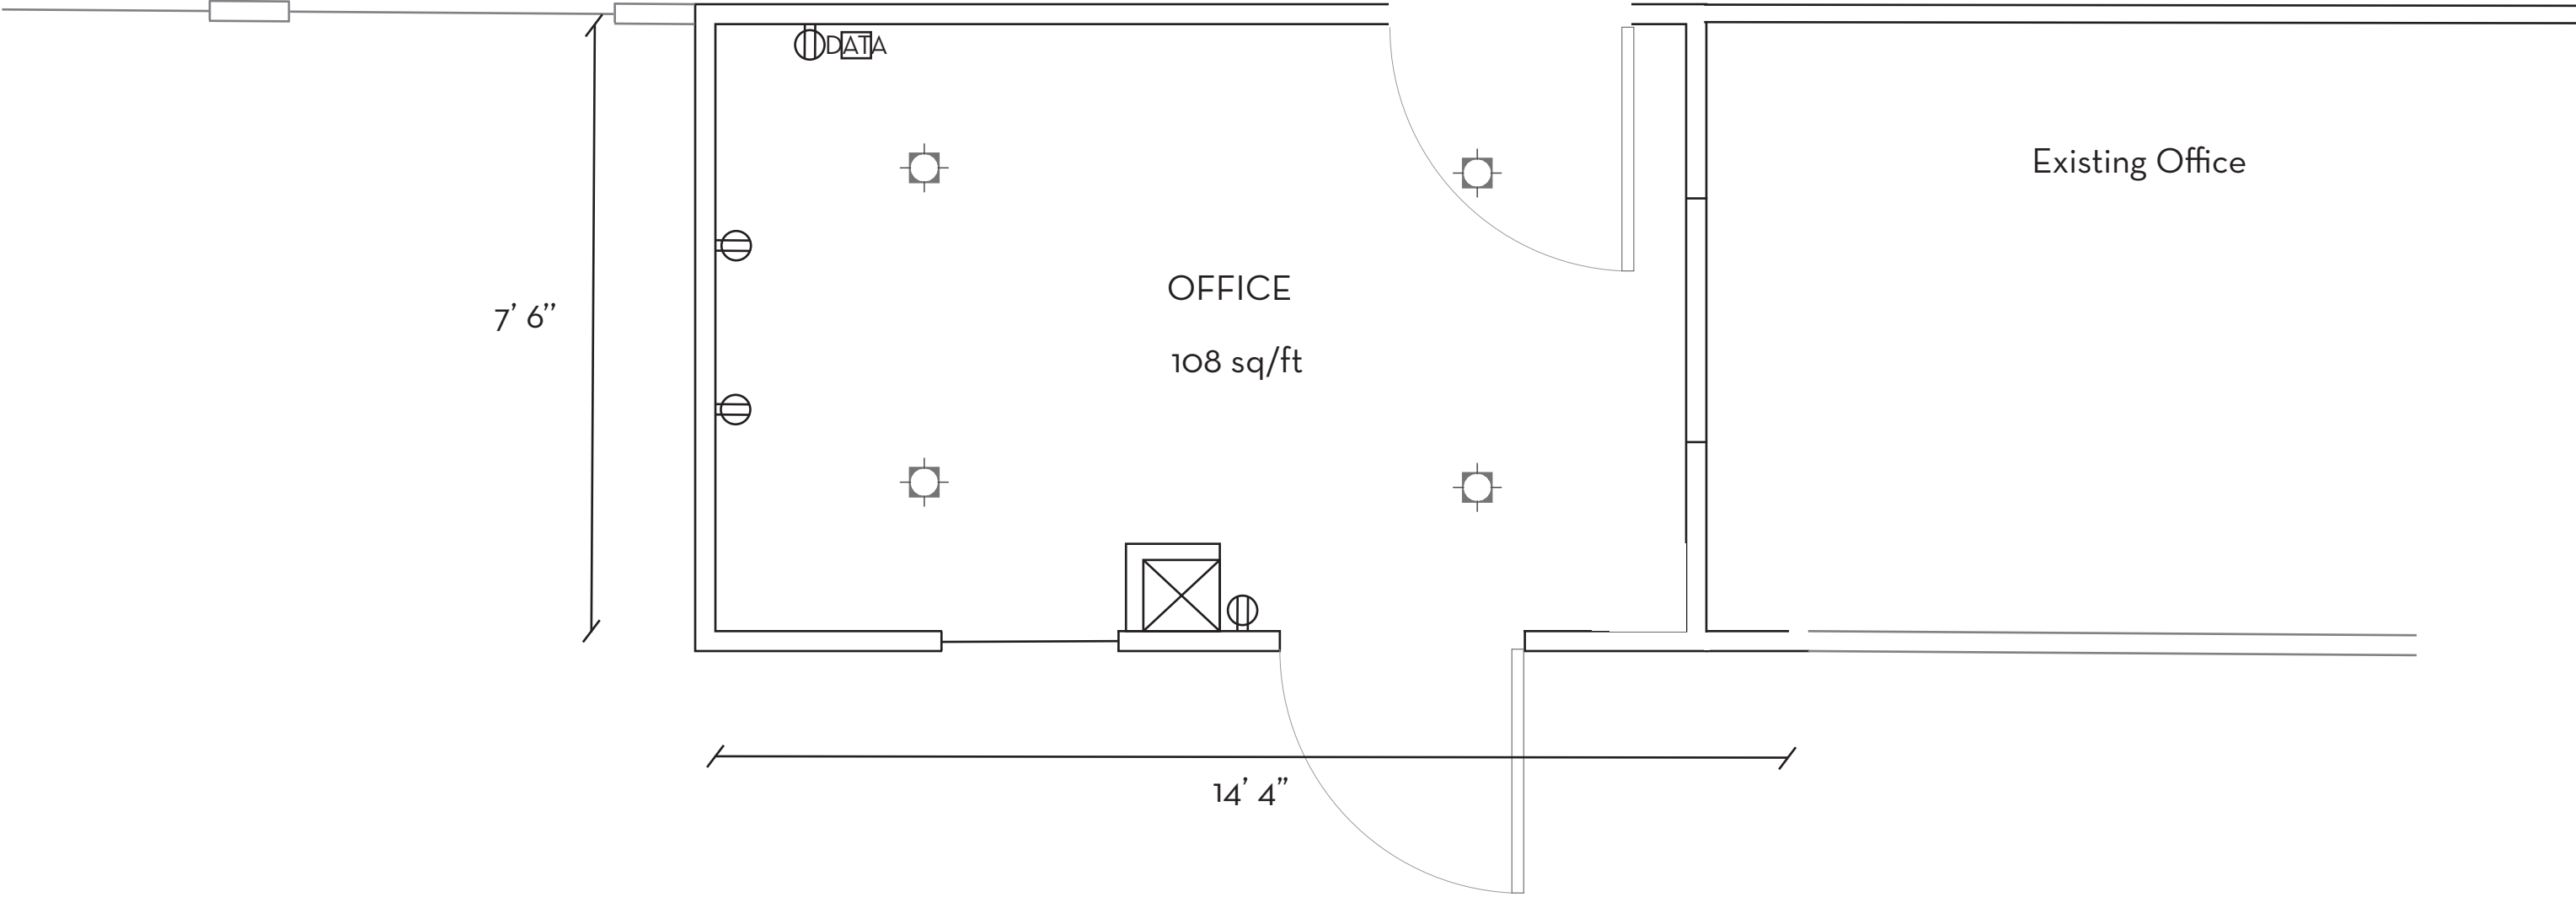 DATA
Existing Office
OFFICE
7’ 6”
108 sq/ft
14’ 4”